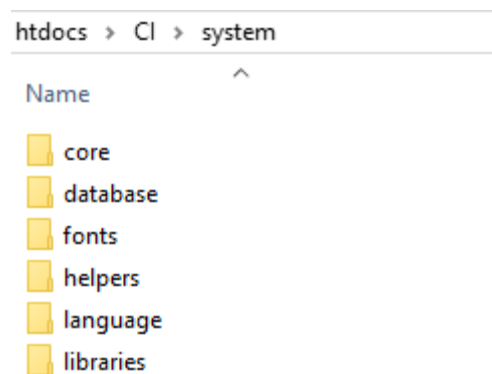 htdocs > CI > system
Name
core
database
fonts
helpers
language
libraries